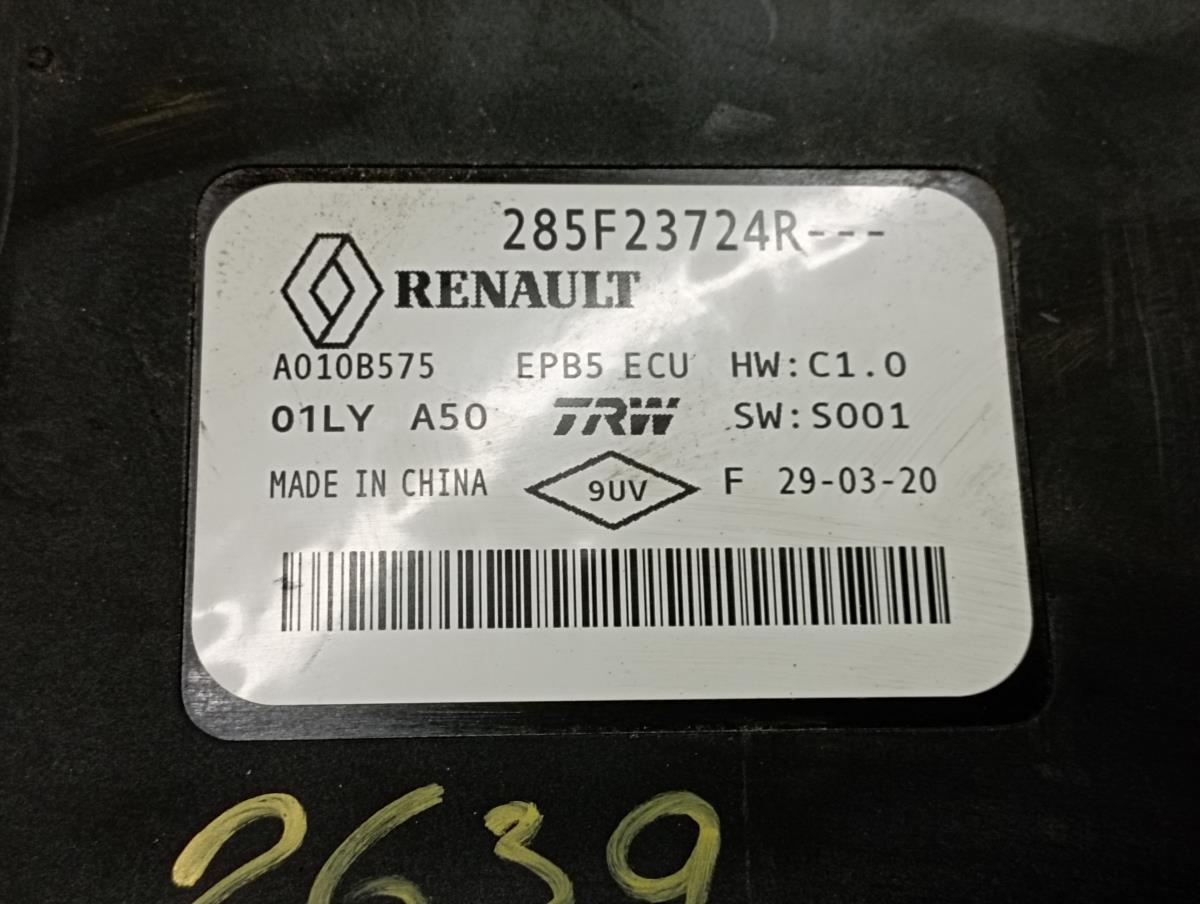 285F23724R---
RENAULT
A010B575 EPB5 ECU HW:C1.0
01LY A50 TRW SW:S001
MADE IN CHINA 9UV F 29-03-20
2639